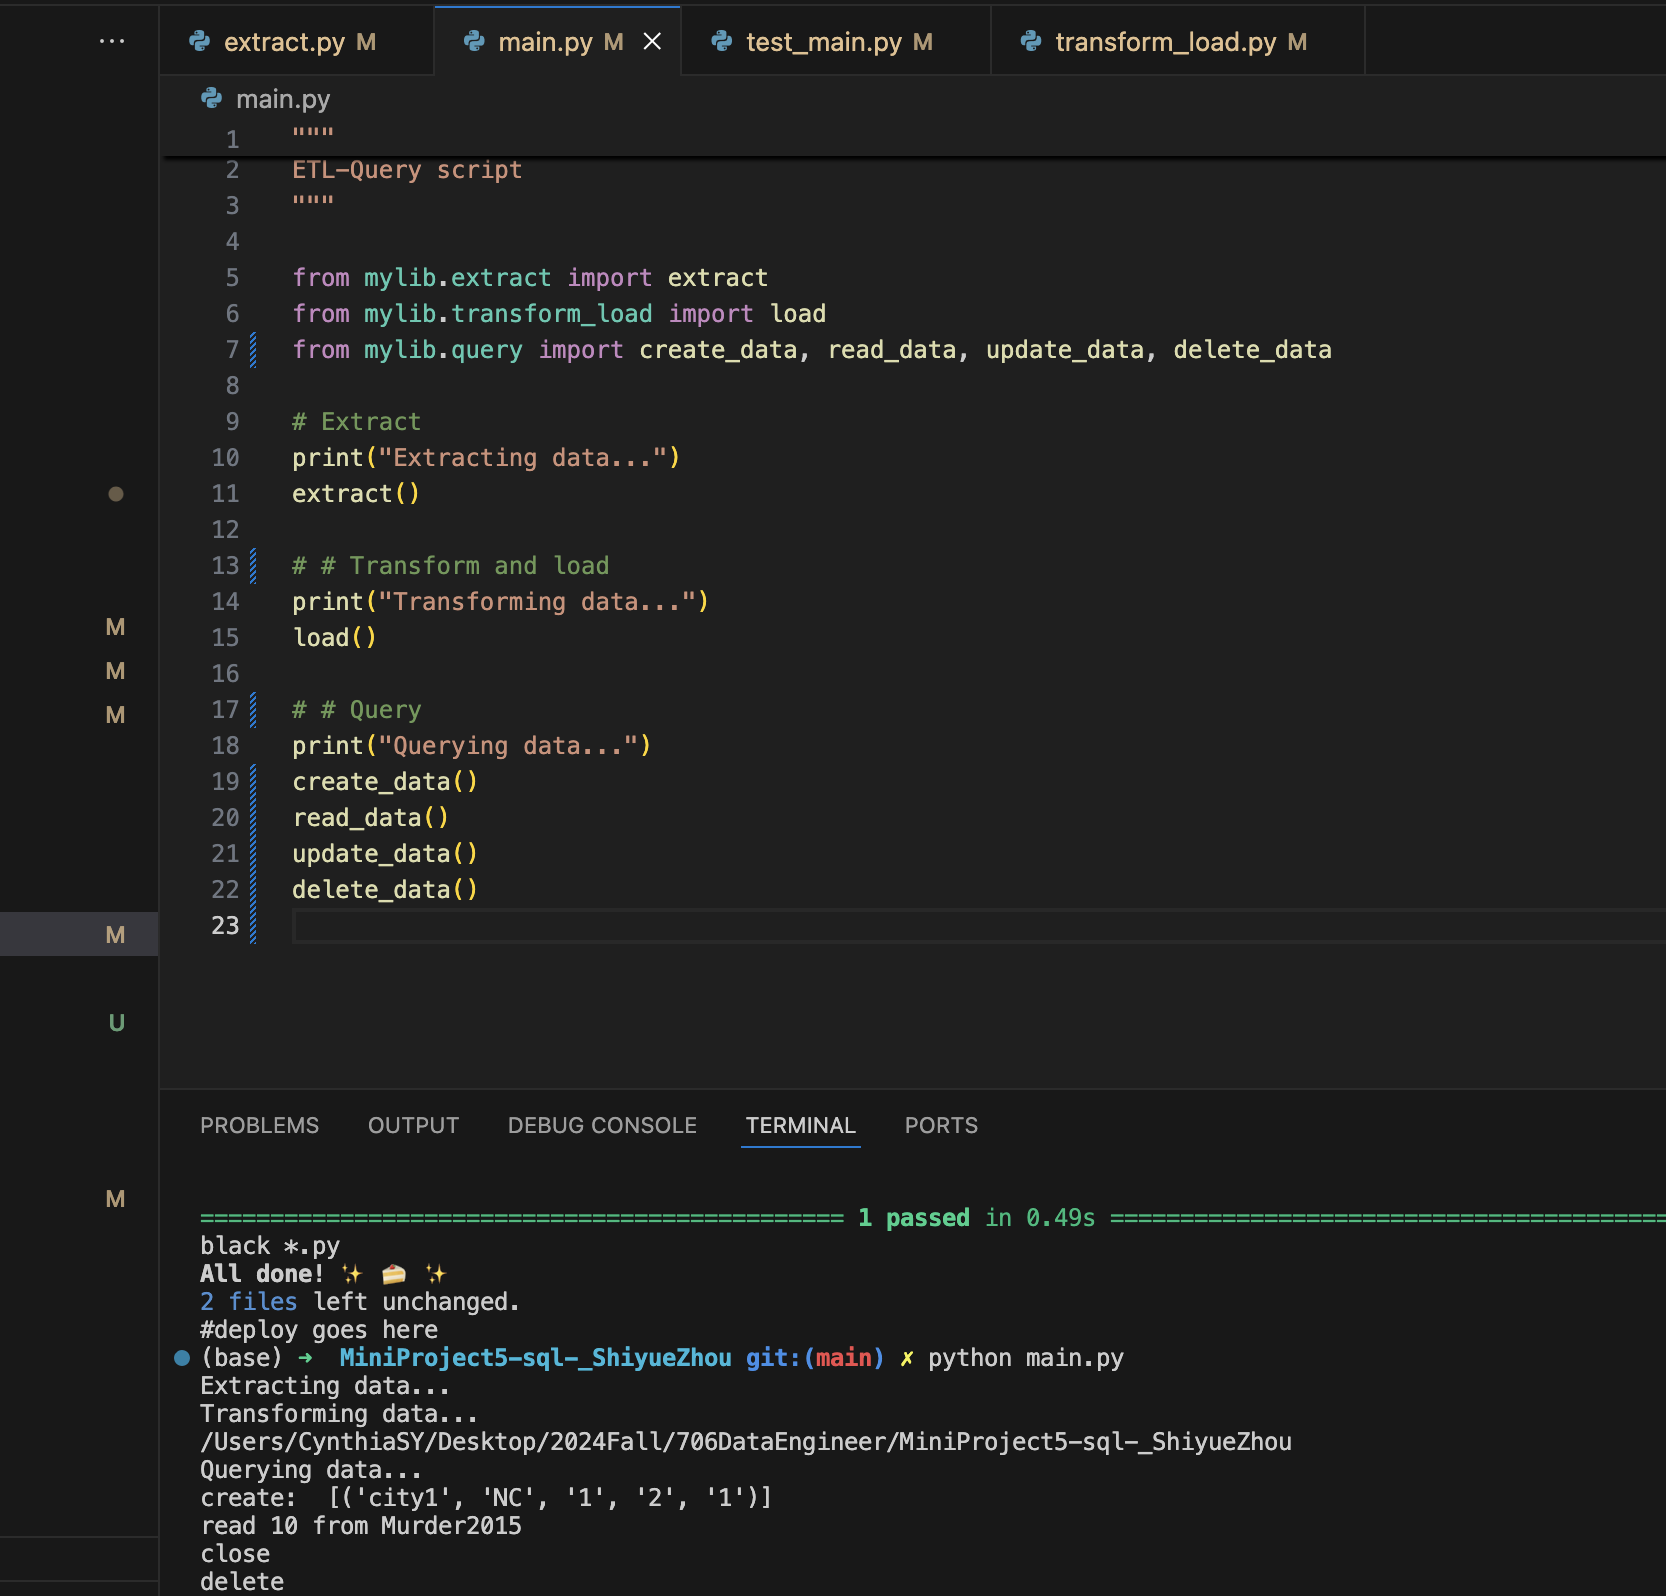 ...
extract.py M
main.py M
test_main.py M
transform_load.py M
main.py
1 """
2 ETL-Query script
3 """
4
5 from mylib.extract import extract
6 from mylib.transform_load import load
7 from mylib.query import create_data, read_data, update_data, delete_data
8
9 # Extract
10 print("Extracting data...")
11 extract()
12
13 # # Transform and load
14 print("Transforming data...")
15 load()
16
17 # # Query
18 print("Querying data...")
19 create_data()
20 read_data()
21 update_data()
22 delete_data()
23
M
M
M
M
U
M
PROBLEMS OUTPUT DEBUG CONSOLE TERMINAL PORTS
============================================== 1 passed in 0.49s ========================================
black *.py
All done! ✨ 🍰 ✨
2 files left unchanged.
#deploy goes here
(base) ➜ MiniProject5-sql-_ShiyueZhou git:(main) ✗ python main.py
Extracting data...
Transforming data...
/Users/CynthiaSY/Desktop/2024Fall/706DataEngineer/MiniProject5-sql-_ShiyueZhou
Querying data...
create:  [('city1', 'NC', '1', '2', '1')]
read 10 from Murder2015
close
delete